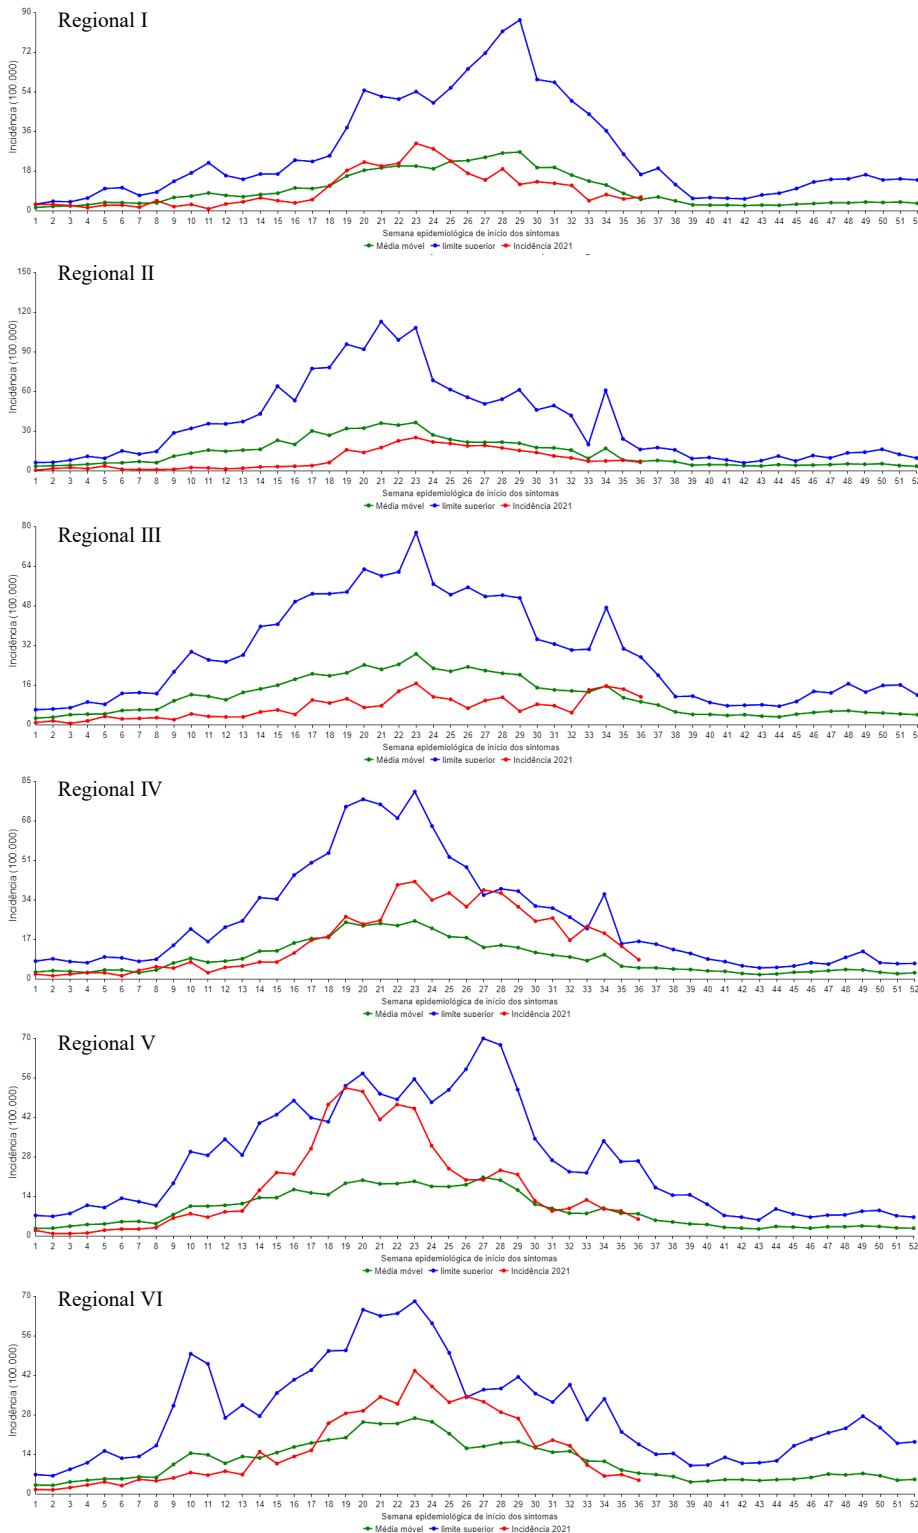 Regional I
Incidência (100.000)
90
72
54
36
18
0
1 2 3 4 5 6 7 8 9 10 11 12 13 14 15 16 17 18 19 20 21 22 23 24 25 26 27 28 29 30 31 32 33 34 35 36 37 38 39 40 41 42 43 44 45 46 47 48 49 50 51 52
Semana epidemiológica de início dos sintomas
Média móvel limite superior Incidência 2021
Regional II
Incidência (100.000)
150
120
90
60
30
0
1 2 3 4 5 6 7 8 9 10 11 12 13 14 15 16 17 18 19 20 21 22 23 24 25 26 27 28 29 30 31 32 33 34 35 36 37 38 39 40 41 42 43 44 45 46 47 48 49 50 51 52
Semana epidemiológica de início dos sintomas
Média móvel limite superior Incidência 2021
Regional III
Incidência (100.000)
80
64
48
32
16
0
1 2 3 4 5 6 7 8 9 10 11 12 13 14 15 16 17 18 19 20 21 22 23 24 25 26 27 28 29 30 31 32 33 34 35 36 37 38 39 40 41 42 43 44 45 46 47 48 49 50 51 52
Semana epidemiológica de início dos sintomas
Média móvel limite superior Incidência 2021
Regional IV
Incidência (100.000)
85
68
51
34
17
0
1 2 3 4 5 6 7 8 9 10 11 12 13 14 15 16 17 18 19 20 21 22 23 24 25 26 27 28 29 30 31 32 33 34 35 36 37 38 39 40 41 42 43 44 45 46 47 48 49 50 51 52
Semana epidemiológica de início dos sintomas
Média móvel limite superior Incidência 2021
Regional V
Incidência (100.000)
70
56
42
28
14
0
1 2 3 4 5 6 7 8 9 10 11 12 13 14 15 16 17 18 19 20 21 22 23 24 25 26 27 28 29 30 31 32 33 34 35 36 37 38 39 40 41 42 43 44 45 46 47 48 49 50 51 52
Semana epidemiológica de início dos sintomas
Média móvel limite superior Incidência 2021
Regional VI
Incidência (100.000)
70
56
42
28
14
0
1 2 3 4 5 6 7 8 9 10 11 12 13 14 15 16 17 18 19 20 21 22 23 24 25 26 27 28 29 30 31 32 33 34 35 36 37 38 39 40 41 42 43 44 45 46 47 48 49 50 51 52
Semana epidemiológica de início dos sintomas
Média móvel limite superior Incidência 2021